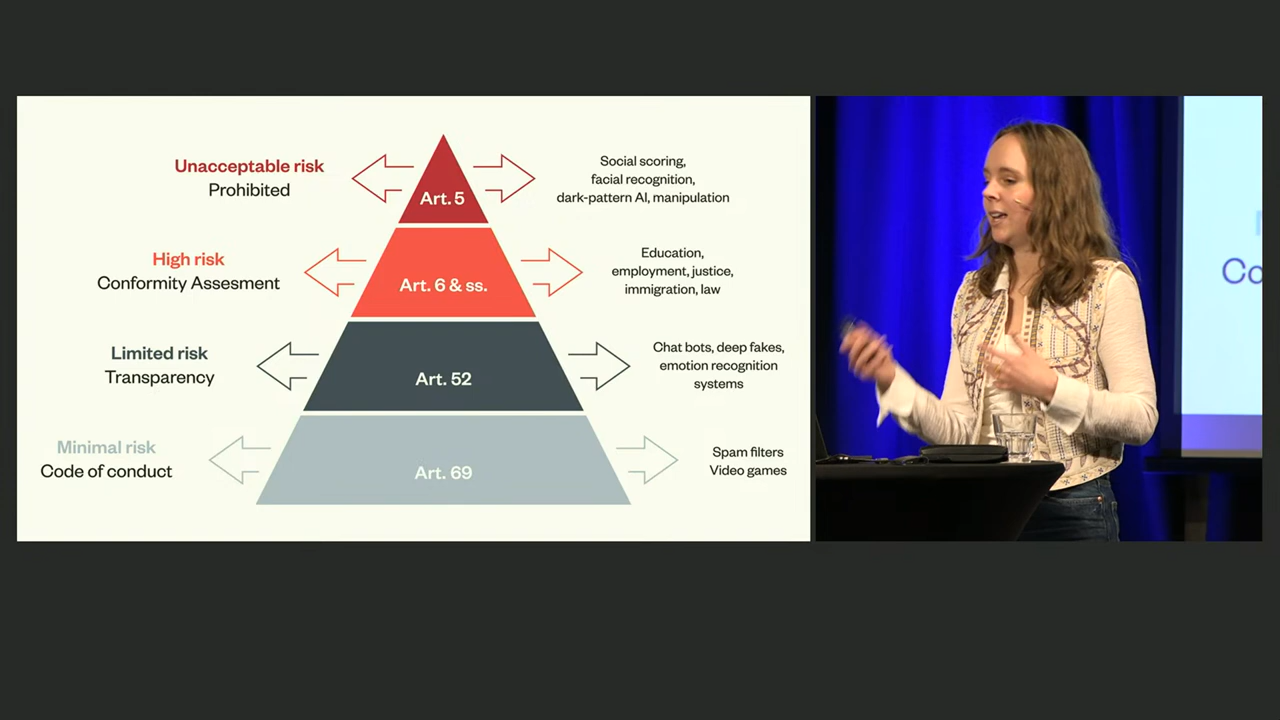 Unacceptable risk
Prohibited
Art. 5
Social scoring,
facial recognition,
dark-pattern AI, manipulation
High risk
Conformity Assesment
Art. 6 & ss.
Education,
employment, justice,
immigration, law
Limited risk
Transparency
Art. 52
Chat bots, deep fakes,
emotion recognition
systems
Minimal risk
Code of conduct
Art. 69
Spam filters
Video games